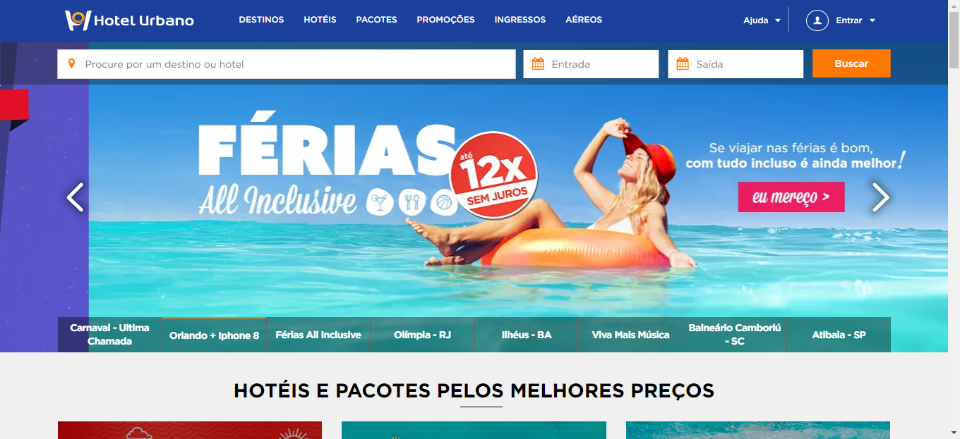 Hotel Urbano
DESTINOS HOTÉIS PACOTES PROMOÇÕES INGRESSOS AÉREOS
Ajuda
Entrar
Procure por um destino ou hotel
Entrada
Saída
Buscar
FÉRIAS
All Inclusive
até
12x
SEM JUROS
Se viajar nas férias é bom,
com tudo incluso é ainda melhor!
eu mereço >
Carnaval - Ultima
Chamada
Orlando + Iphone 8
Férias All Inclusive
Olímpia - RJ
Ilhéus - BA
Viva Mais Música
Balneário Camboriú
- SC
Atibaia - SP
HOTÉIS E PACOTES PELOS MELHORES PREÇOS